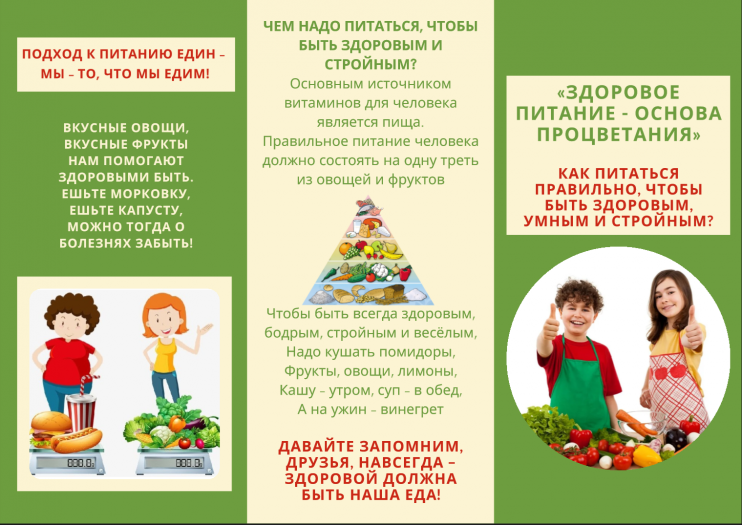 ПОДХОД К ПИТАНИЮ ЕДИН –
МЫ – ТО, ЧТО МЫ ЕДИМ!
ВКУСНЫЕ ОВОЩИ,
ВКУСНЫЕ ФРУКТЫ
НАМ ПОМОГАЮТ
ЗДОРОВЫМИ БЫТЬ.
ЕШЬТЕ МОРКОВКУ,
ЕШЬТЕ КАПУСТУ,
МОЖНО ТОГДА О
БОЛЕЗНЯХ ЗАБЫТЬ!
000.0
000.0
ЧЕМ НАДО ПИТАТЬСЯ, ЧТОБЫ
БЫТЬ ЗДОРОВЫМ И
СТРОЙНЫМ?
Основным источником
витаминов для человека
является пища.
Правильное питание человека
должно состоять на одну треть
из овощей и фруктов
Чтобы быть всегда здоровым,
бодрым, стройным и весёлым,
Надо кушать помидоры,
Фрукты, овощи, лимоны,
Кашу – утром, суп – в обед,
А на ужин – винегрет
ДАВАЙТЕ ЗАПОМНИМ,
ДРУЗЬЯ, НАВСЕГДА –
ЗДОРОВОЙ ДОЛЖНА
БЫТЬ НАША ЕДА!
«ЗДОРОВОЕ
ПИТАНИЕ - ОСНОВА
ПРОЦВЕТАНИЯ»
КАК ПИТАТЬСЯ
ПРАВИЛЬНО, ЧТОБЫ
БЫТЬ ЗДОРОВЫМ,
УМНЫМ И СТРОЙНЫМ?